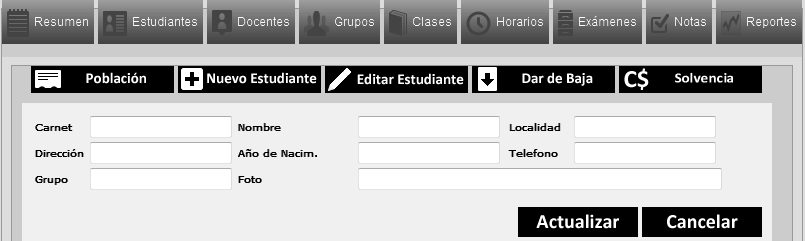 Resumen Estudiantes Docentes Grupos Clases Horarios Exámenes Notas Reportes
Población Nuevo Estudiante Editar Estudiante Dar de Baja C$ Solvencia
Carnet Nombre Localidad
Dirección Año de Nacim. Telefono
Grupo Foto
Actualizar Cancelar